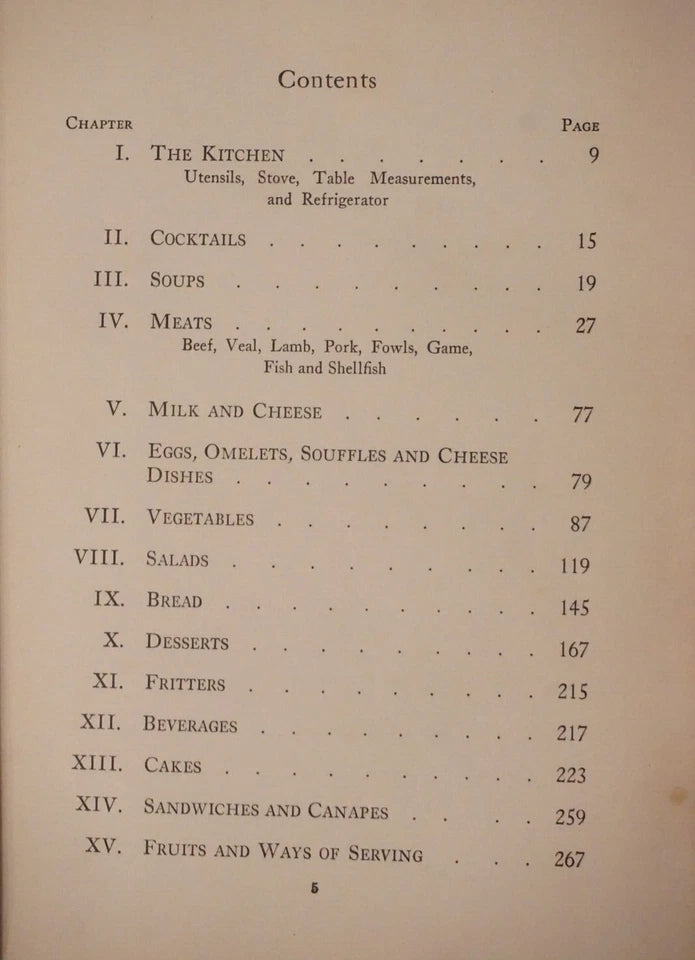 Contents
CHAPTER PAGE
I. THE KITCHEN . . . . . . . 9
Utensils, Stove, Table Measurements,
and Refrigerator
II. COCKTAILS . . . . . . . . . 15
III. SOUPS . . . . . . . . . . 19
IV. MEATS . . . . . . . . . . 27
Beef, Veal, Lamb, Pork, Fowls, Game,
Fish and Shellfish
V. MILK AND CHEESE . . . . . . 77
VI. EGGS, OMELETS, SOUFFLES AND CHEESE
DISHES . . . . . . . . . 79
VII. VEGETABLES . . . . . . . . 87
VIII. SALADS . . . . . . . . . 119
IX. BREAD . . . . . . . . . . 145
X. DESSERTS . . . . . . . . . 167
XI. FRITTERS . . . . . . . . . 215
XII. BEVERAGES . . . . . . . . . 217
XIII. CAKES . . . . . . . . . . 223
XIV. SANDWICHES AND CANAPES . . . . 259
XV. FRUITS AND WAYS OF SERVING . . . 267
5